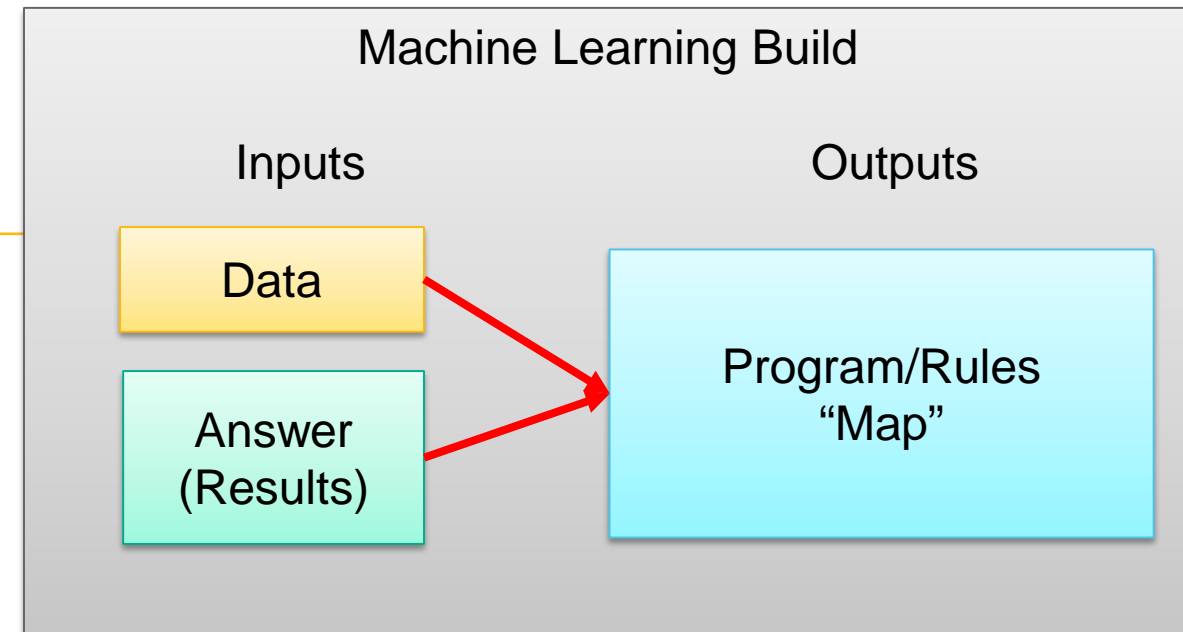 Machine Learning Build
Inputs
Outputs
Data
Answer
(Results)
Program/Rules
“Map”